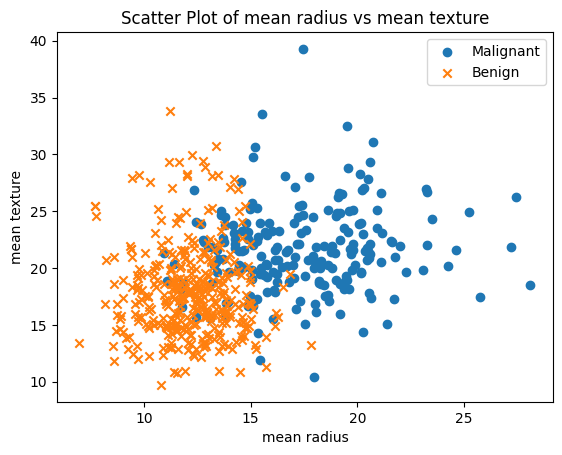 Scatter Plot of mean radius vs mean texture
Malignant
Benign
40
35
30
25
20
15
10
mean texture
10 15 20 25
mean radius